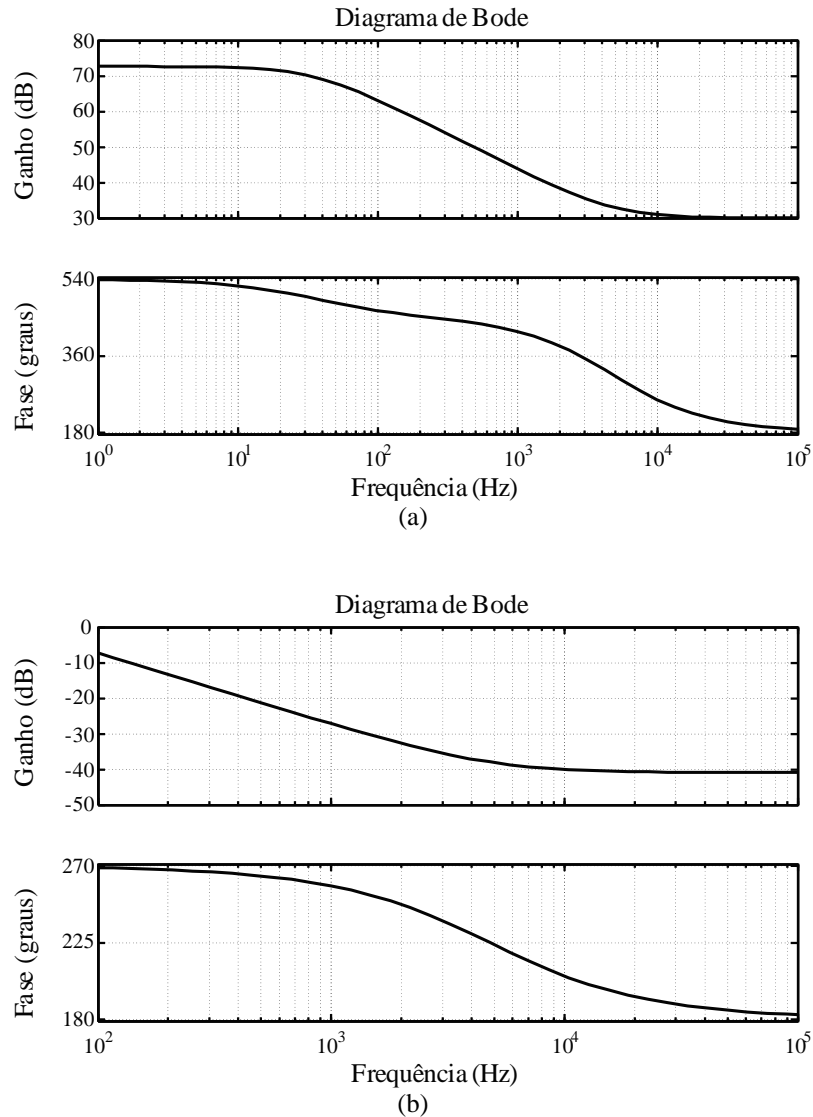 Diagrama de Bode
80
70
60
50
40
30
Ganho (dB)
540
360
180
Fase (graus)
10^0 10^1 10^2 10^3 10^4 10^5
Frequência (Hz)
(a)
Diagrama de Bode
0
-10
-20
-30
-40
-50
Ganho (dB)
270
225
180
Fase (graus)
10^2 10^3 10^4 10^5
Frequência (Hz)
(b)